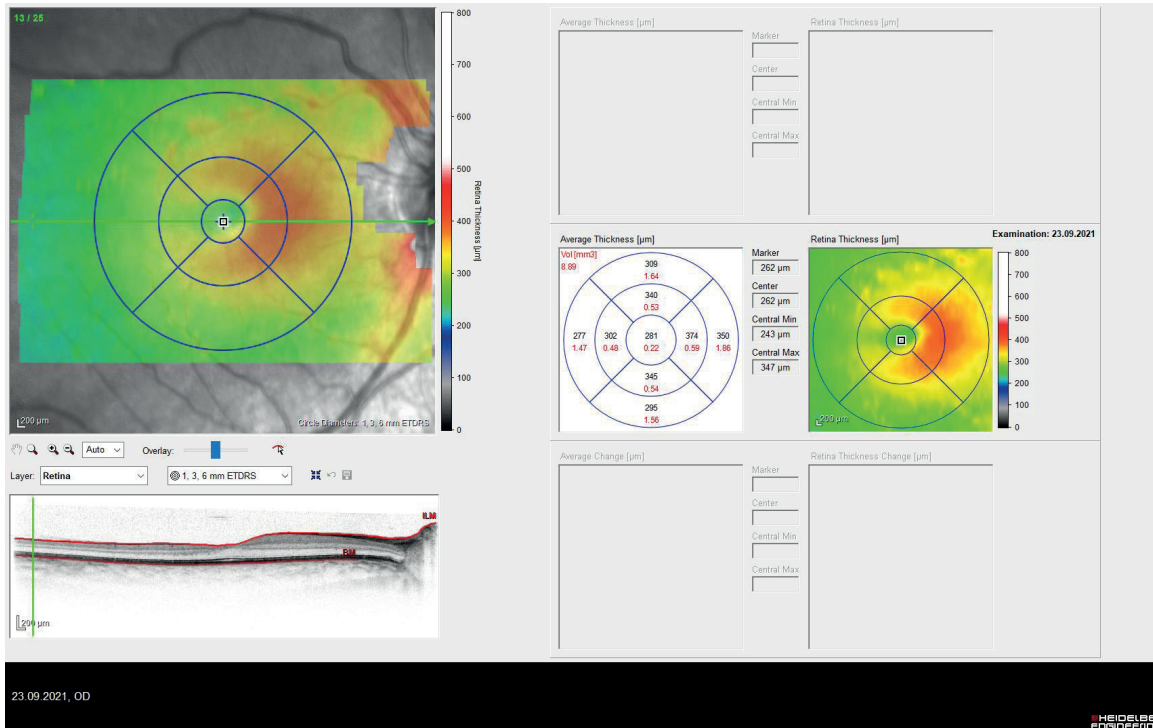 13 / 25
800
700
600
500
400
300
200
100
0
Retina Thickness [µm]
200 µm
Circle Diameters: 1, 3, 6 mm ETDRS
Auto
Overlay:
Layer: Retina
1, 3, 6 mm ETDRS
ILM
BM
200 µm
Average Thickness [µm]
Marker
Center
Central Min
Central Max
Retina Thickness [µm]
Examination: 23.09.2021
Average Thickness [µm]
Vol [mm3]
8.89
309
1.64
340
0.53
277 302 281 374 350
1.47 0.48 0.22 0.59 1.86
345
0.54
295
1.56
Marker
262 µm
Center
262 µm
Central Min
243 µm
Central Max
347 µm
Retina Thickness [µm]
200 µm
800
700
600
500
400
300
200
100
0
Average Change [µm]
Marker
Center
Central Min
Central Max
Retina Thickness Change [µm]
23.09.2021, OD